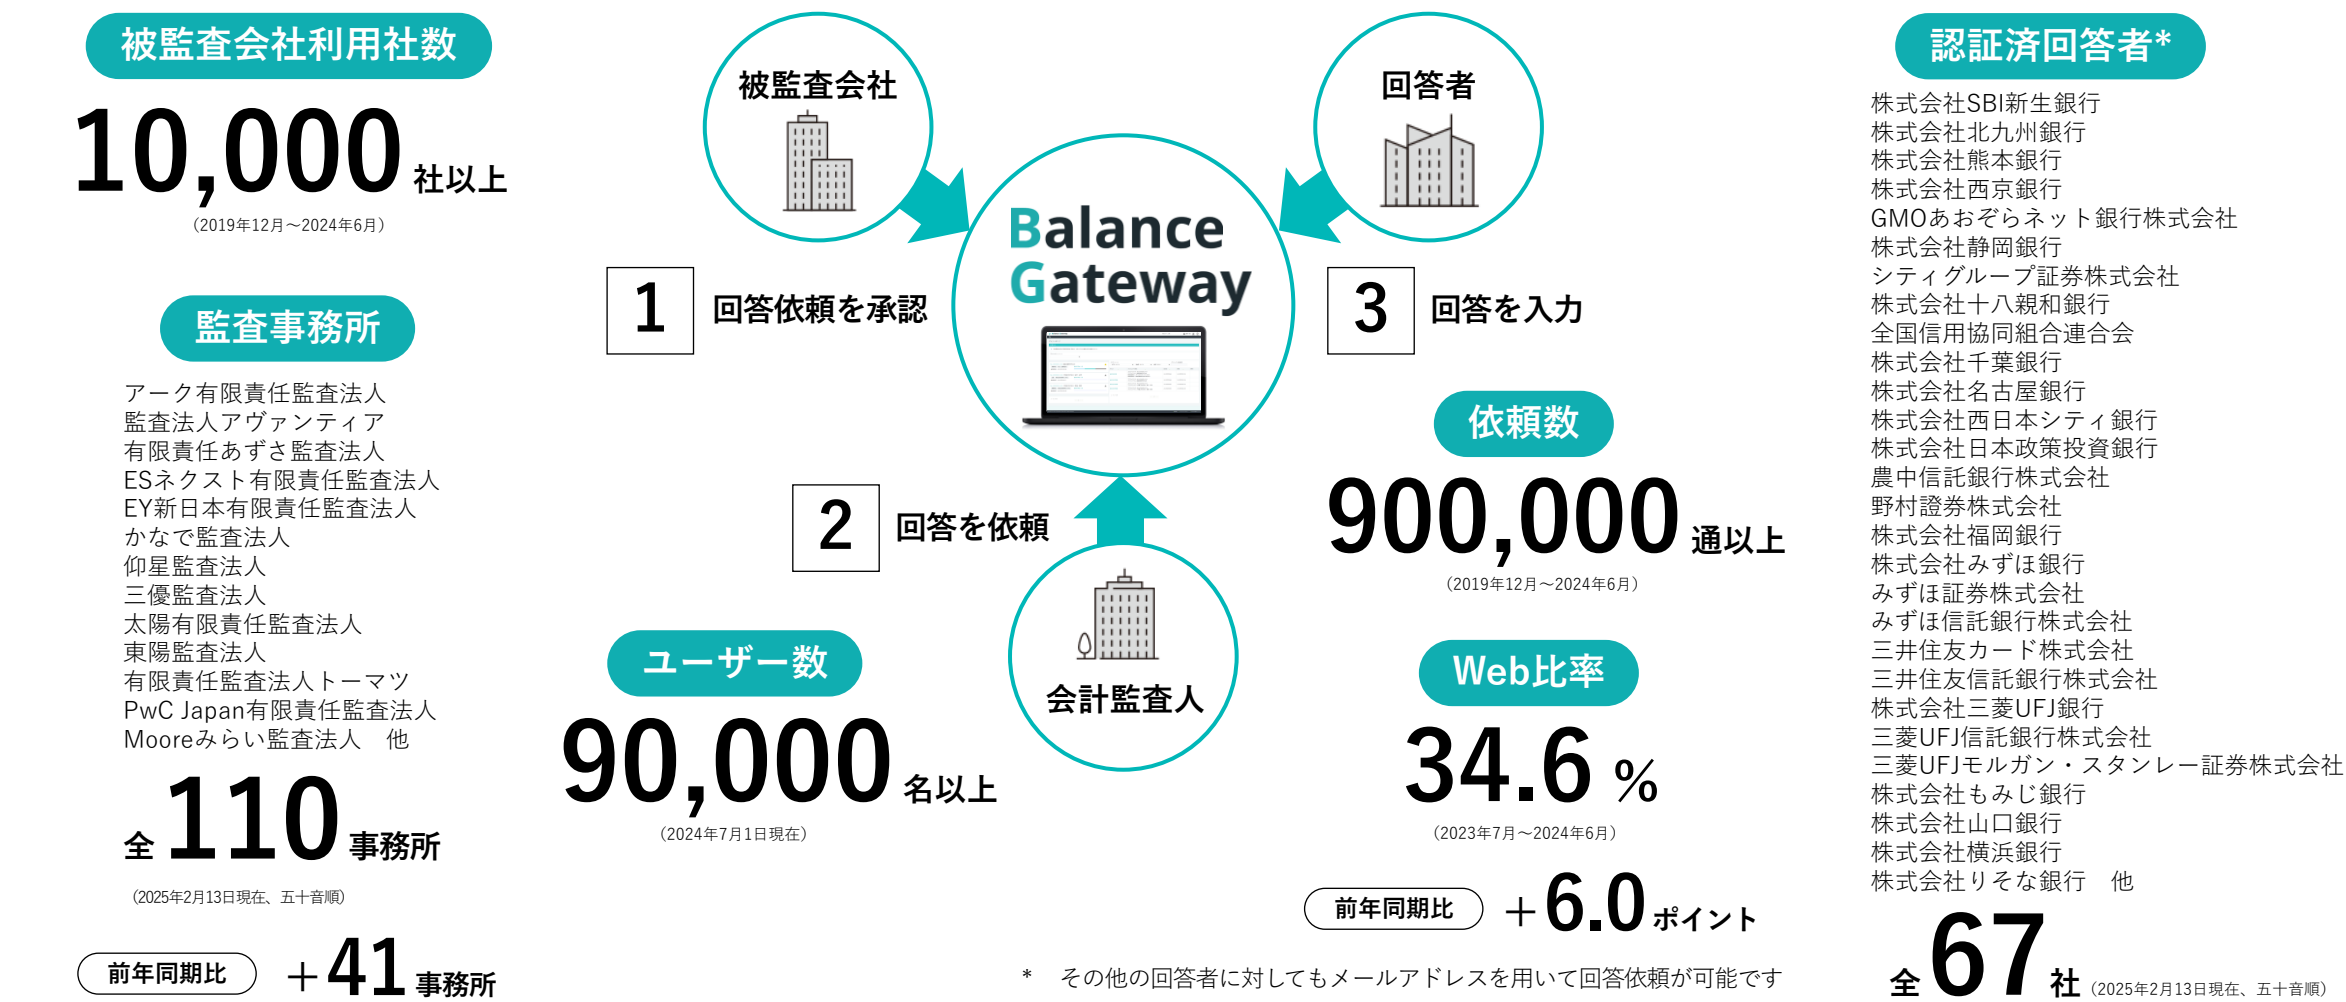 被監査会社利用社数
10,000 社以上
（2019年12月～2024年6月）
監査事務所
アーク有限責任監査法人
監査法人アヴァンティア
有限責任あずさ監査法人
ESネクスト有限責任監査法人
EY新日本有限責任監査法人
かなで監査法人
仰星監査法人
三優監査法人
太陽有限責任監査法人
東陽監査法人
有限責任監査法人トーマツ
PwC Japan有限責任監査法人
Mooreみらい監査法人　他
全110事務所
（2025年2月13日現在、五十音順）
前年同期比 ＋41事務所
被監査会社
回答者
Balance
Gateway
1 回答依頼を承認
3 回答を入力
2 回答を依頼
会計監査人
ユーザー数
90,000 名以上
（2024年7月1日現在）
依頼数
900,000 通以上
（2019年12月～2024年6月）
Web比率
34.6 %
（2023年7月～2024年6月）
前年同期比 ＋6.0ポイント
*　その他の回答者に対してもメールアドレスを用いて回答依頼が可能です
認証済回答者*
株式会社SBI新生銀行
株式会社北九州銀行
株式会社熊本銀行
株式会社西京銀行
GMOあおぞらネット銀行株式会社
株式会社静岡銀行
シティグループ証券株式会社
株式会社十八親和銀行
全国信用協同組合連合会
株式会社千葉銀行
株式会社名古屋銀行
株式会社西日本シティ銀行
株式会社日本政策投資銀行
農中信託銀行株式会社
野村證券株式会社
株式会社福岡銀行
株式会社みずほ銀行
みずほ証券株式会社
みずほ信託銀行株式会社
三井住友カード株式会社
三井住友信託銀行株式会社
株式会社三菱UFJ銀行
三菱UFJ信託銀行株式会社
三菱UFJモルガン・スタンレー証券株式会社
株式会社もみじ銀行
株式会社山口銀行
株式会社横浜銀行
株式会社りそな銀行　他
全67社（2025年2月13日現在、五十音順）